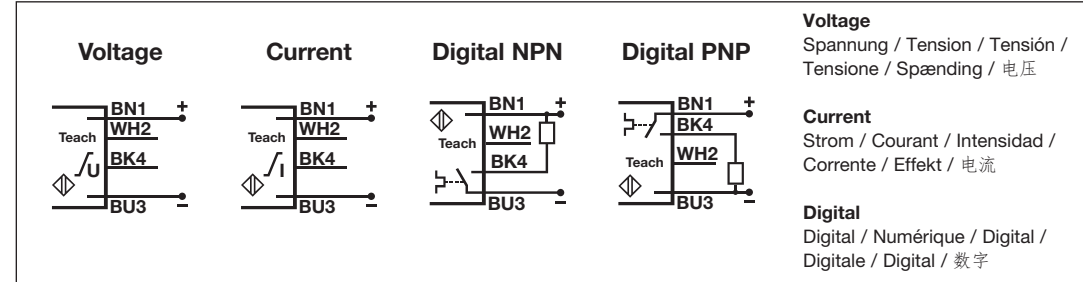 Voltage
BN1 +
WH2
Teach
U
BK4
BU3 –
Current
BN1 +
WH2
Teach
I
BK4
BU3 –
Digital NPN
BN1 +
WH2
Teach
BK4
BU3 –
Digital PNP
BN1 +
BK4
Teach
WH2
BU3 –
Voltage
Spannung / Tension / Tensión /
Tensione / Spænding / 电压
Current
Strom / Courant / Intensidad /
Corrente / Effekt / 电流
Digital
Digital / Numérique / Digital /
Digitale / Digital / 数字